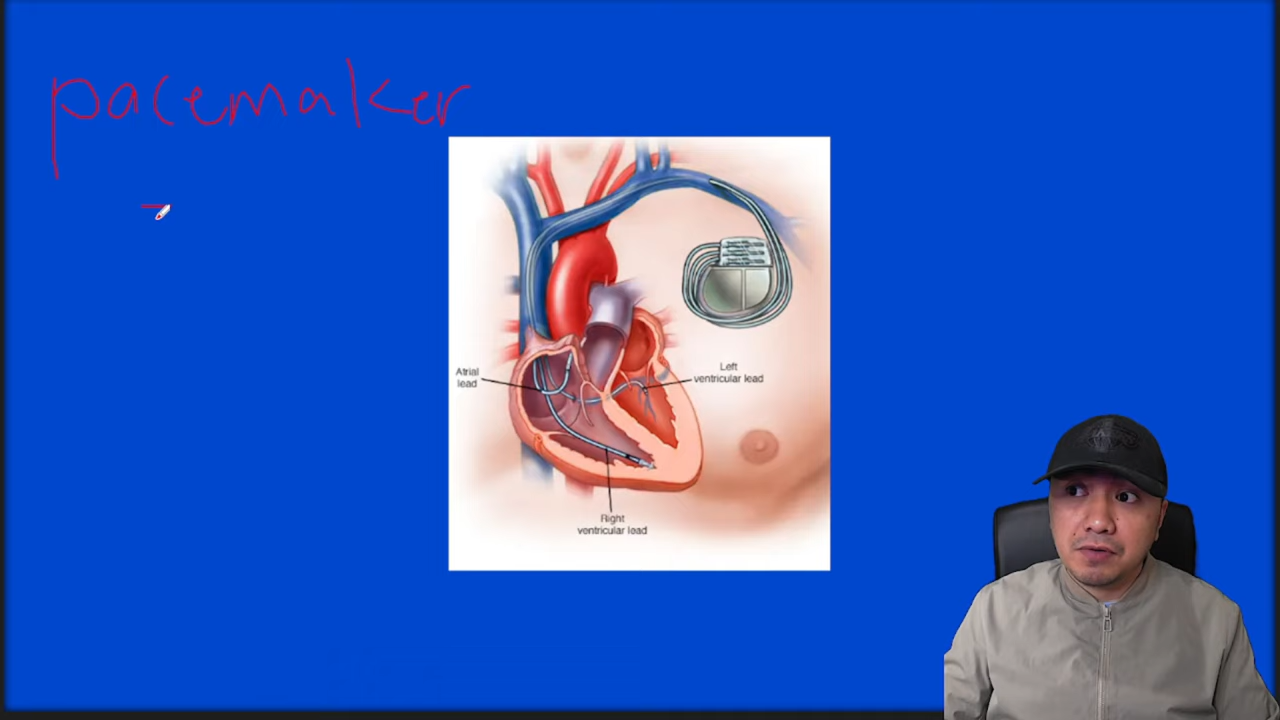 pacemaker
Atrial
lead
Left
ventricular lead
Right
ventricular lead